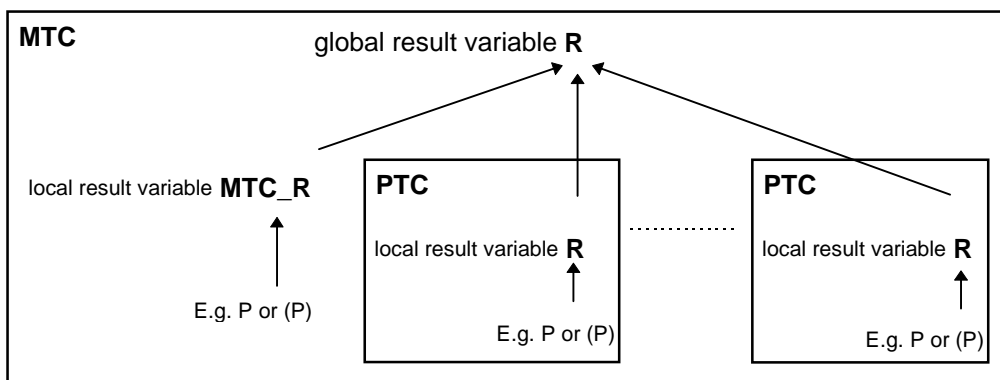 MTC
global result variable R
local result variable MTC_R
E.g. P or (P)
PTC
local result variable R
E.g. P or (P)
PTC
local result variable R
E.g. P or (P)